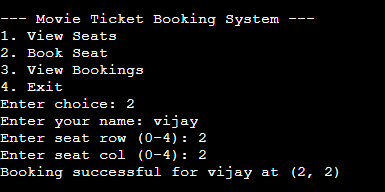 --- Movie Ticket Booking System ---
1. View Seats
2. Book Seat
3. View Bookings
4. Exit
Enter choice: 2
Enter your name: vijay
Enter seat row (0-4): 2
Enter seat col (0-4): 2
Booking successful for vijay at (2, 2)